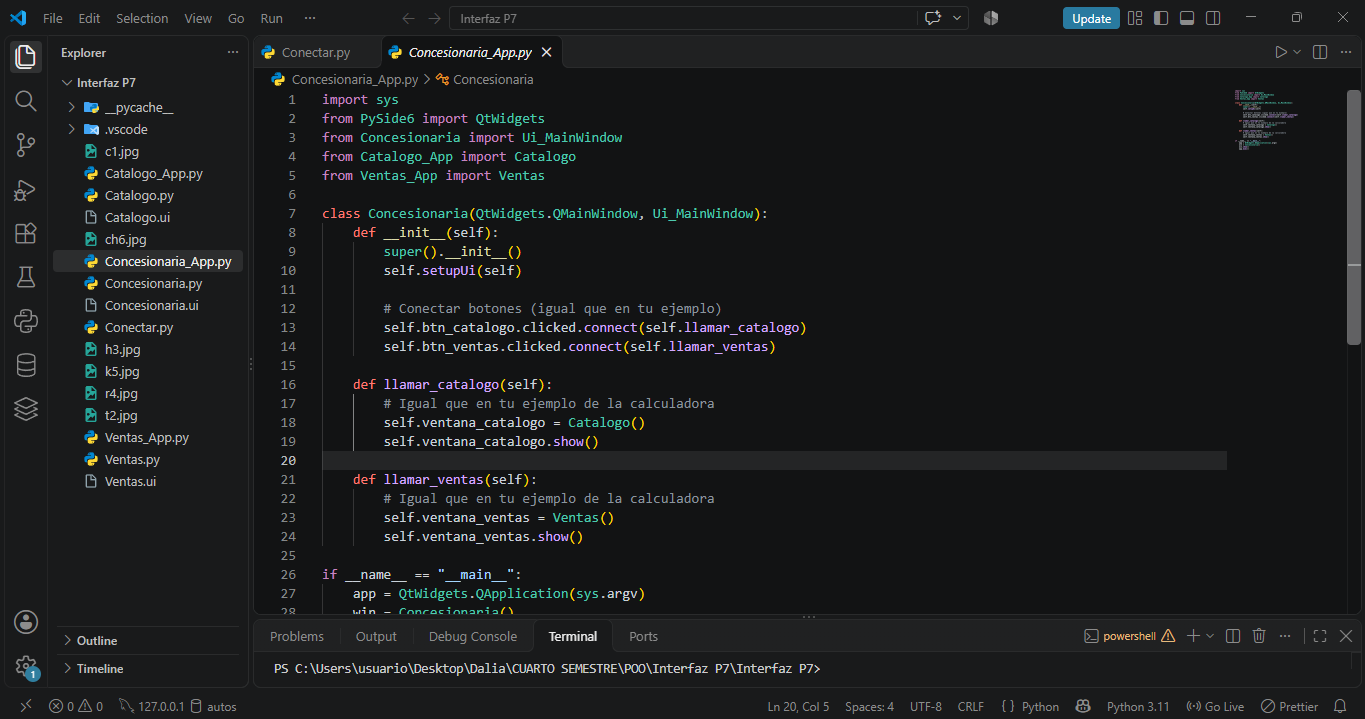 File Edit Selection View Go Run ··· Interfaz P7 Update
Explorer ···
Interfaz P7
__pycache__
.vscode
c1.jpg
Catalogo_App.py
Catalogo.py
Catalogo.ui
ch6.jpg
Concesionaria_App.py
Concesionaria.py
Concesionaria.ui
Conectar.py
h3.jpg
k5.jpg
r4.jpg
t2.jpg
Ventas_App.py
Ventas.py
Ventas.ui
Outline
Timeline
1
Conectar.py Concesionaria_App.py
Concesionaria_App.py > Concesionaria
1 import sys
2 from PySide6 import QtWidgets
3 from Concesionaria import Ui_MainWindow
4 from Catalogo_App import Catalogo
5 from Ventas_App import Ventas
6
7 class Concesionaria(QtWidgets.QMainWindow, Ui_MainWindow):
8 def __init__(self):
9 super().__init__()
10 self.setupUi(self)
11
12 # Conectar botones (igual que en tu ejemplo)
13 self.btn_catalogo.clicked.connect(self.llamar_catalogo)
14 self.btn_ventas.clicked.connect(self.llamar_ventas)
15
16 def llamar_catalogo(self):
17 # Igual que en tu ejemplo de la calculadora
18 self.ventana_catalogo = Catalogo()
19 self.ventana_catalogo.show()
20
21 def llamar_ventas(self):
22 # Igual que en tu ejemplo de la calculadora
23 self.ventana_ventas = Ventas()
24 self.ventana_ventas.show()
25
26 if __name__ == "__main__":
27 app = QtWidgets.QApplication(sys.argv)
28 win = Concesionaria()
Problems Output Debug Console Terminal Ports powershell
PS C:\Users\usuario\Desktop\Dalia\CUARTO SEMESTRE\POO\Interfaz P7\Interfaz P7>
0 0 127.0.0.1 autos Ln 20, Col 5 Spaces: 4 UTF-8 CRLF { } Python Python 3.11 Go Live Prettier